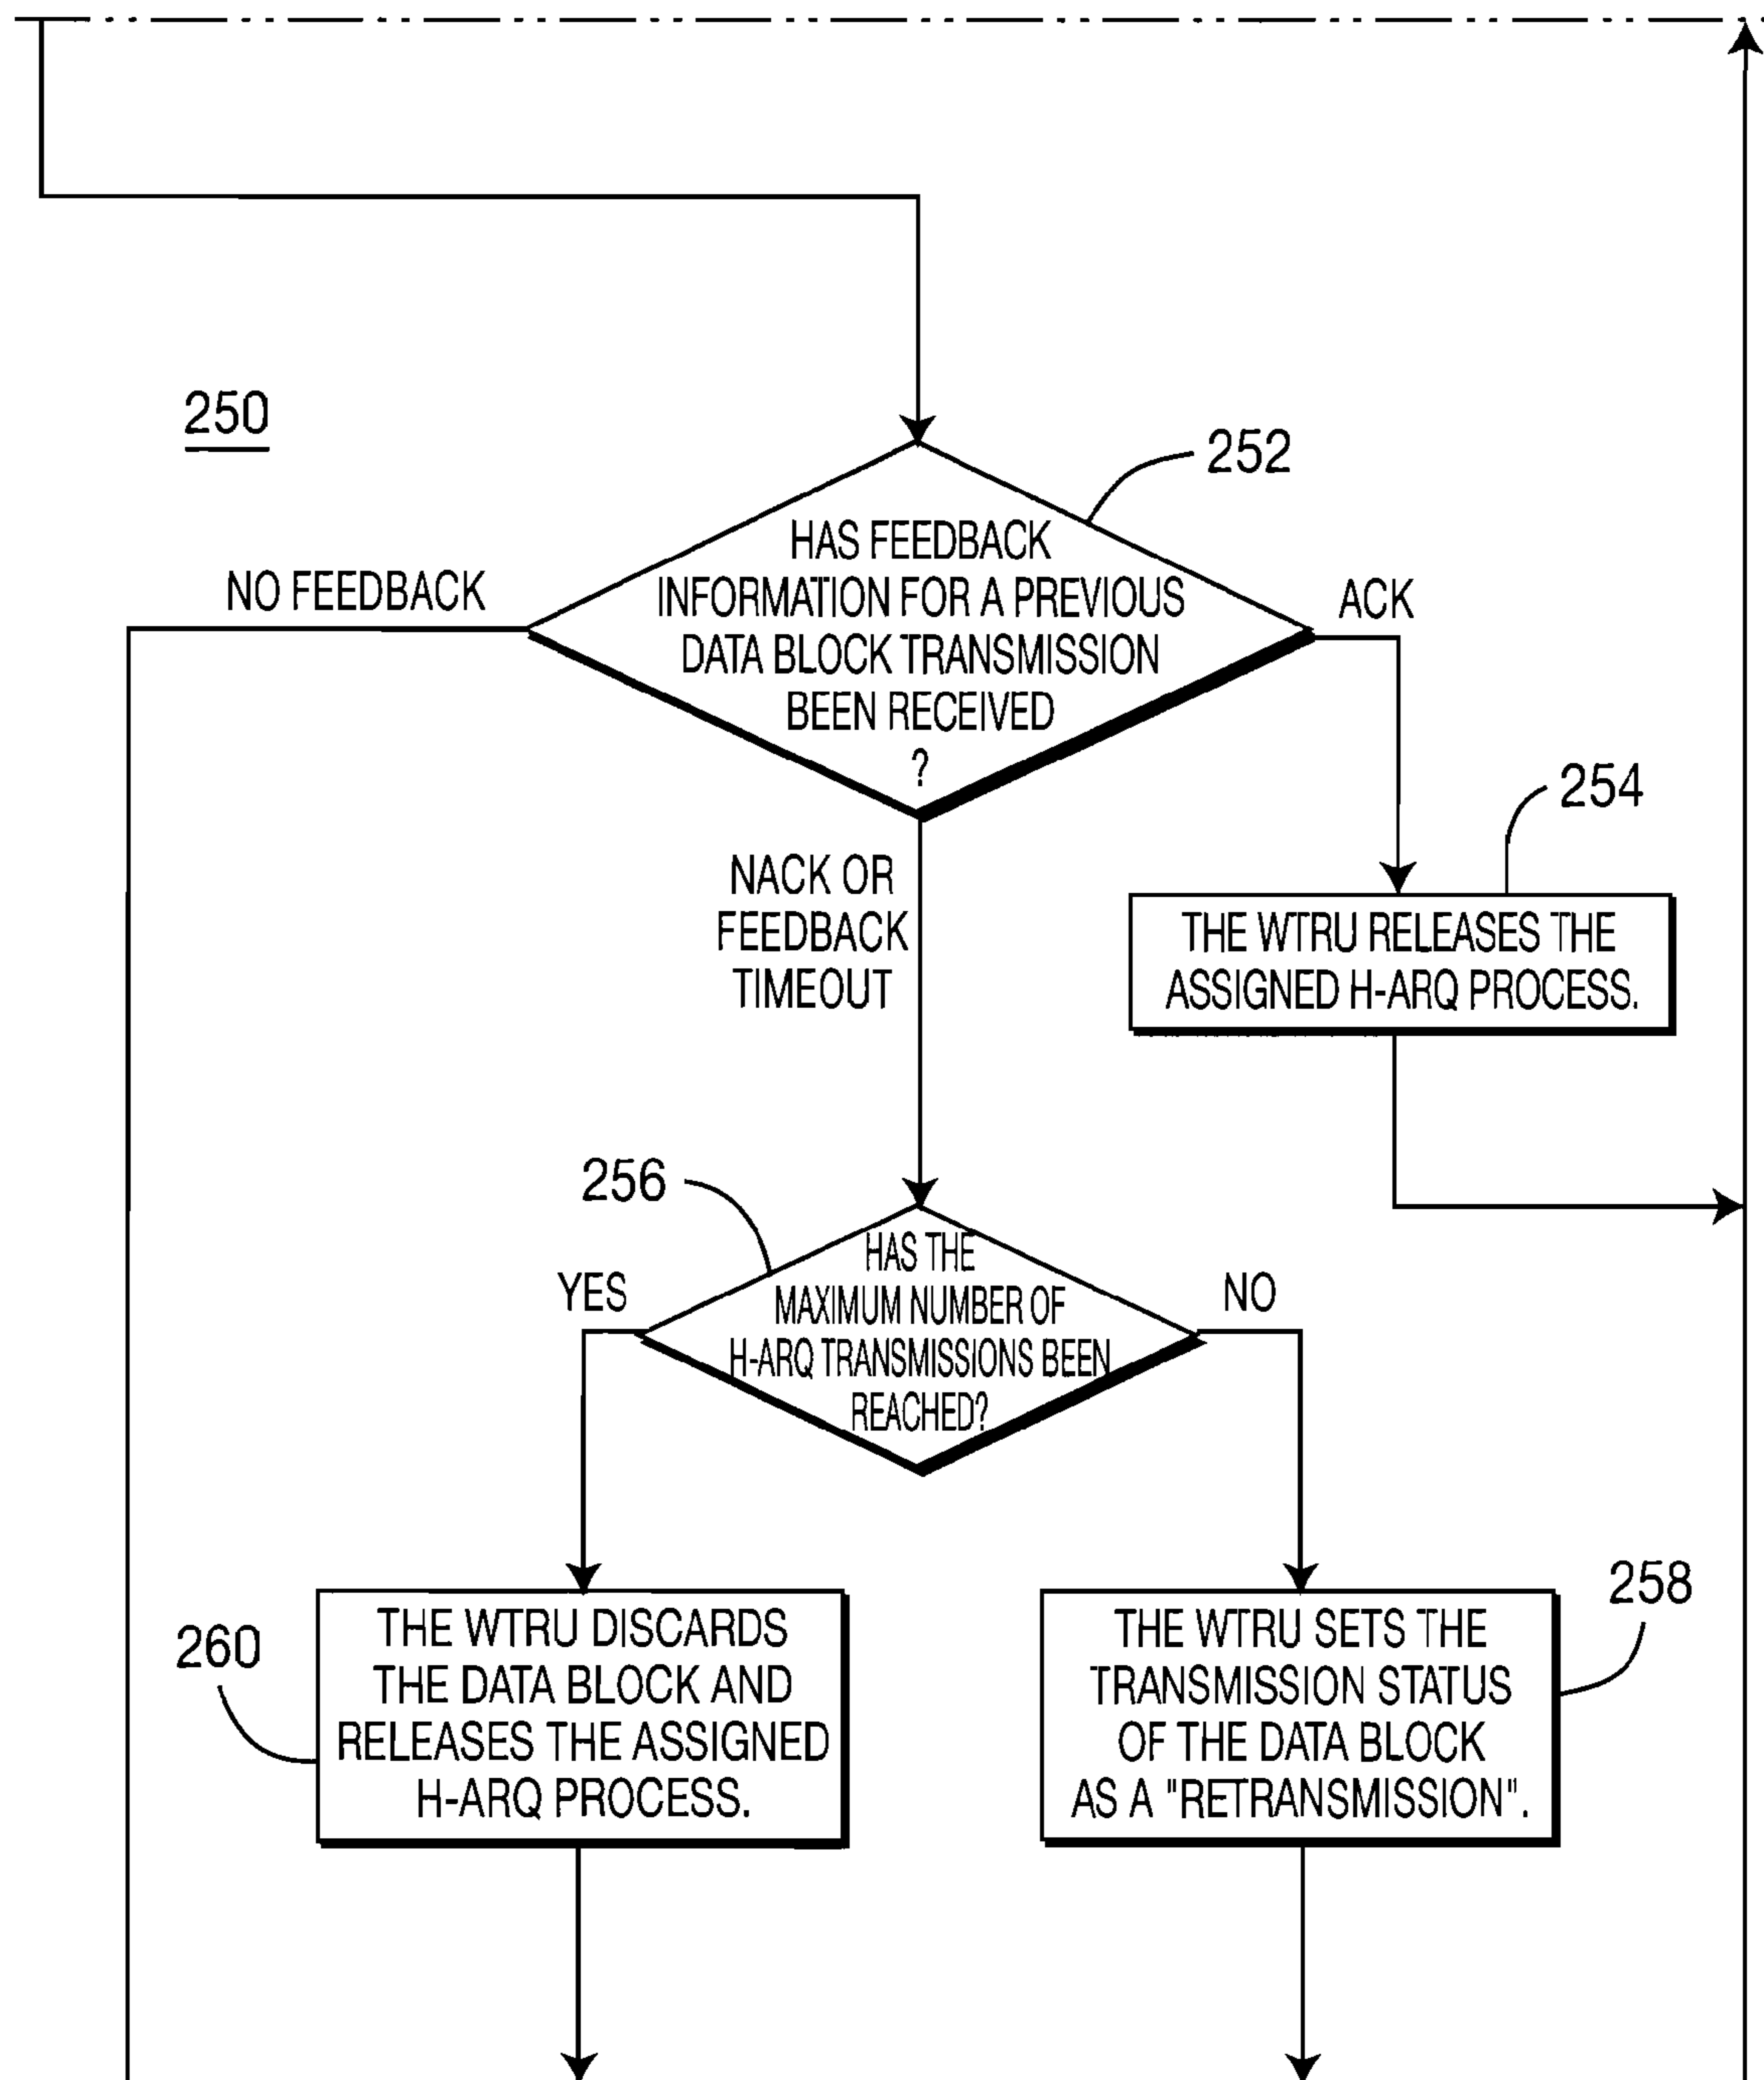 250
252
HAS FEEDBACK
INFORMATION FOR A PREVIOUS
DATA BLOCK TRANSMISSION
BEEN RECEIVED
?
NO FEEDBACK
ACK
254
NACK OR
FEEDBACK
TIMEOUT
THE WTRU RELEASES THE
ASSIGNED H-ARQ PROCESS.
256
HAS THE
MAXIMUM NUMBER OF
H-ARQ TRANSMISSIONS BEEN
REACHED?
YES
NO
260
THE WTRU DISCARDS
THE DATA BLOCK AND
RELEASES THE ASSIGNED
H-ARQ PROCESS.
258
THE WTRU SETS THE
TRANSMISSION STATUS
OF THE DATA BLOCK
AS A "RETRANSMISSION".